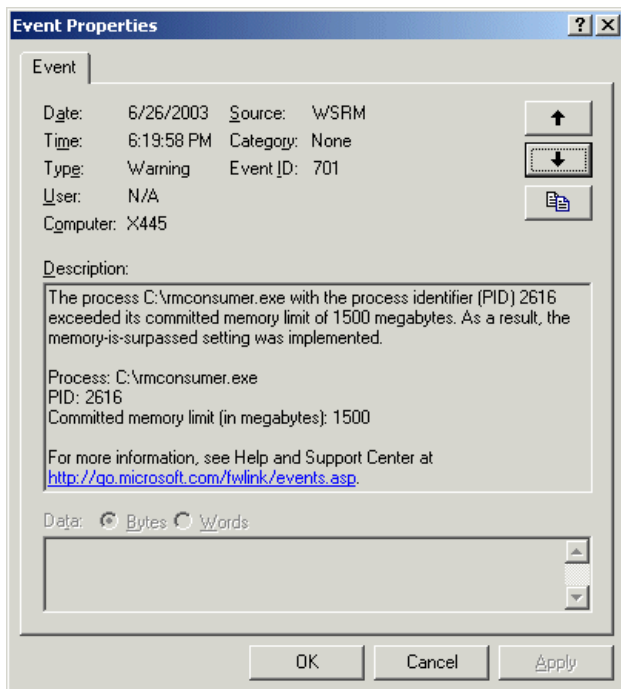 Event Properties
Event
Date: 6/26/2003 Source: WSRM
Time: 6:19:58 PM Category: None
Type: Warning Event ID: 701
User: N/A
Computer: X445
Description:
The process C:\rmconsumer.exe with the process identifier (PID) 2616
exceeded its committed memory limit of 1500 megabytes. As a result, the
memory-is-surpassed setting was implemented.
Process: C:\rmconsumer.exe
PID: 2616
Committed memory limit (in megabytes): 1500
For more information, see Help and Support Center at
http://go.microsoft.com/fwlink/events.asp.
Data: Bytes Words
OK Cancel Apply